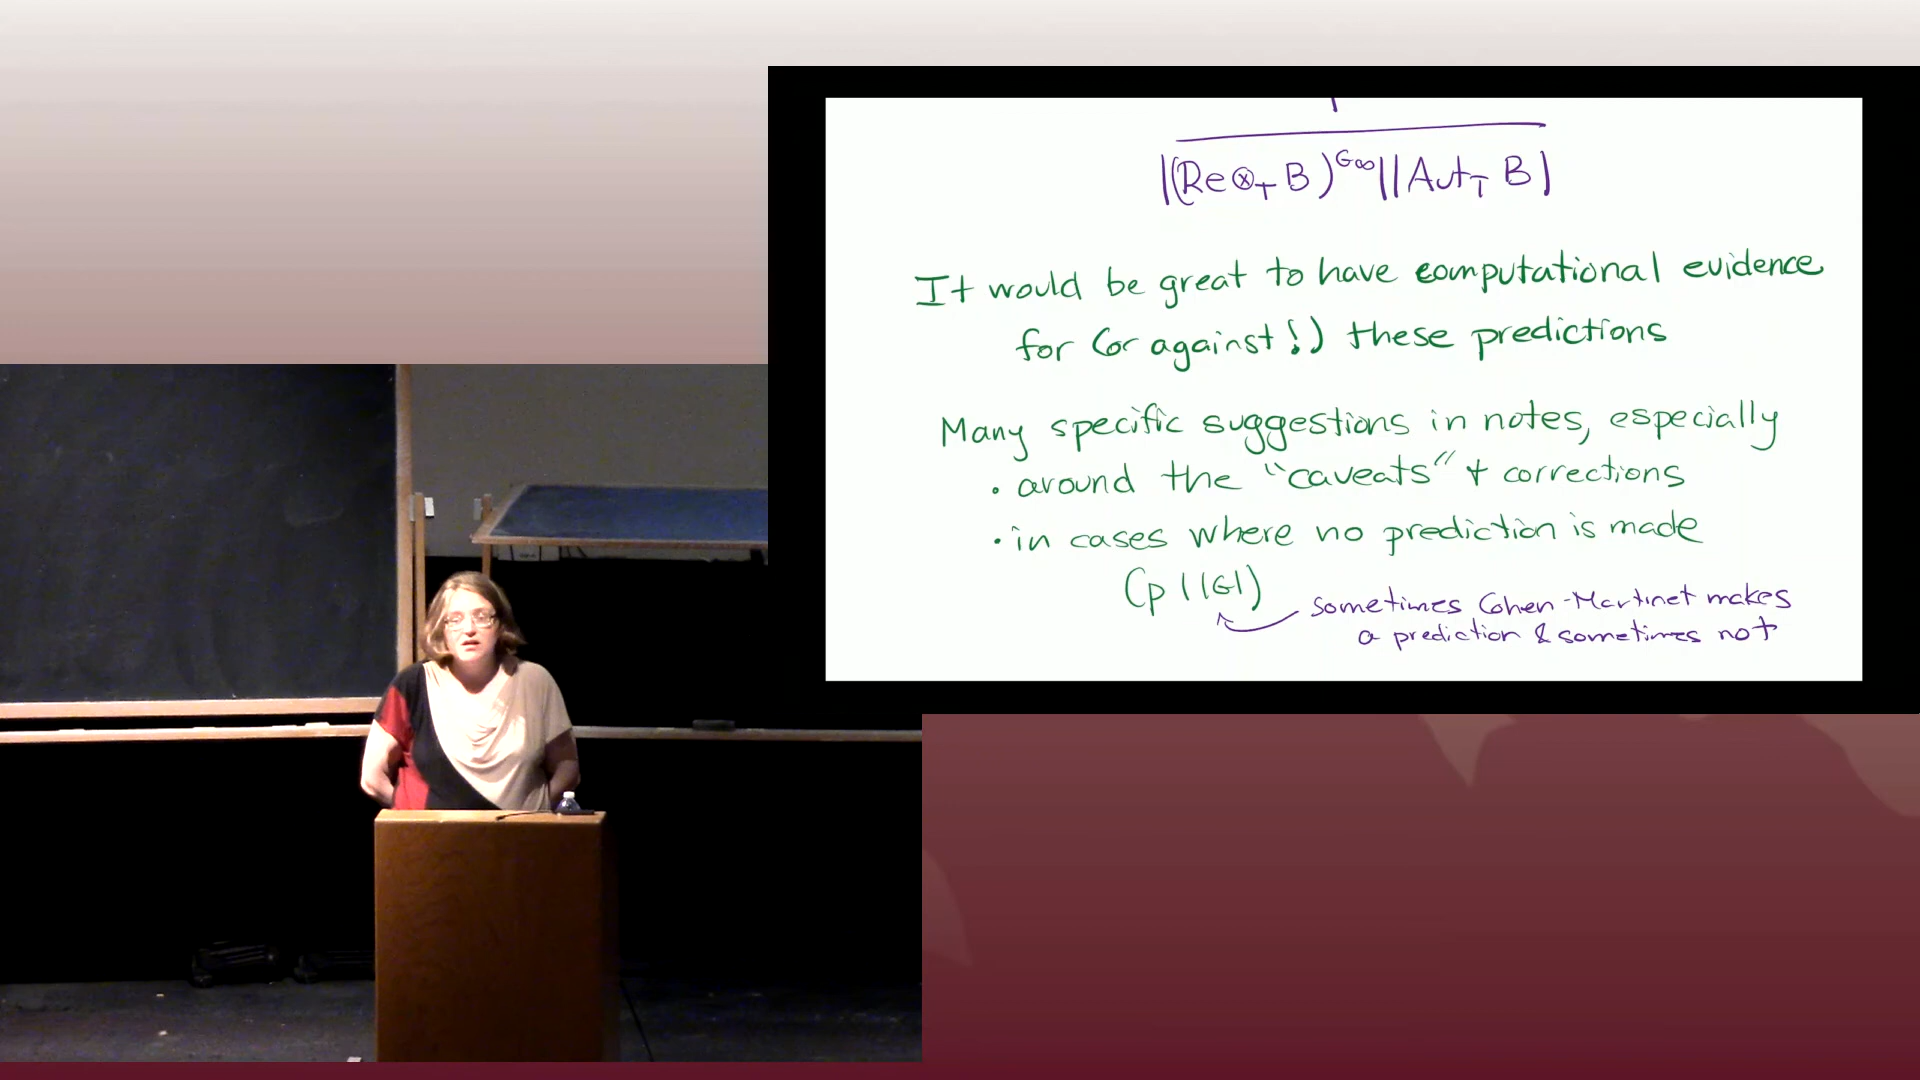 |(Re⊗_T B)^{G∞}||Aut_T B|
It would be great to have computational evidence
for (or against!) these predictions
Many specific suggestions in notes, especially
• around the "caveats" & corrections
• in cases where no prediction is made
(p | |G|)
sometimes Cohen-Martinet makes
a prediction & sometimes not